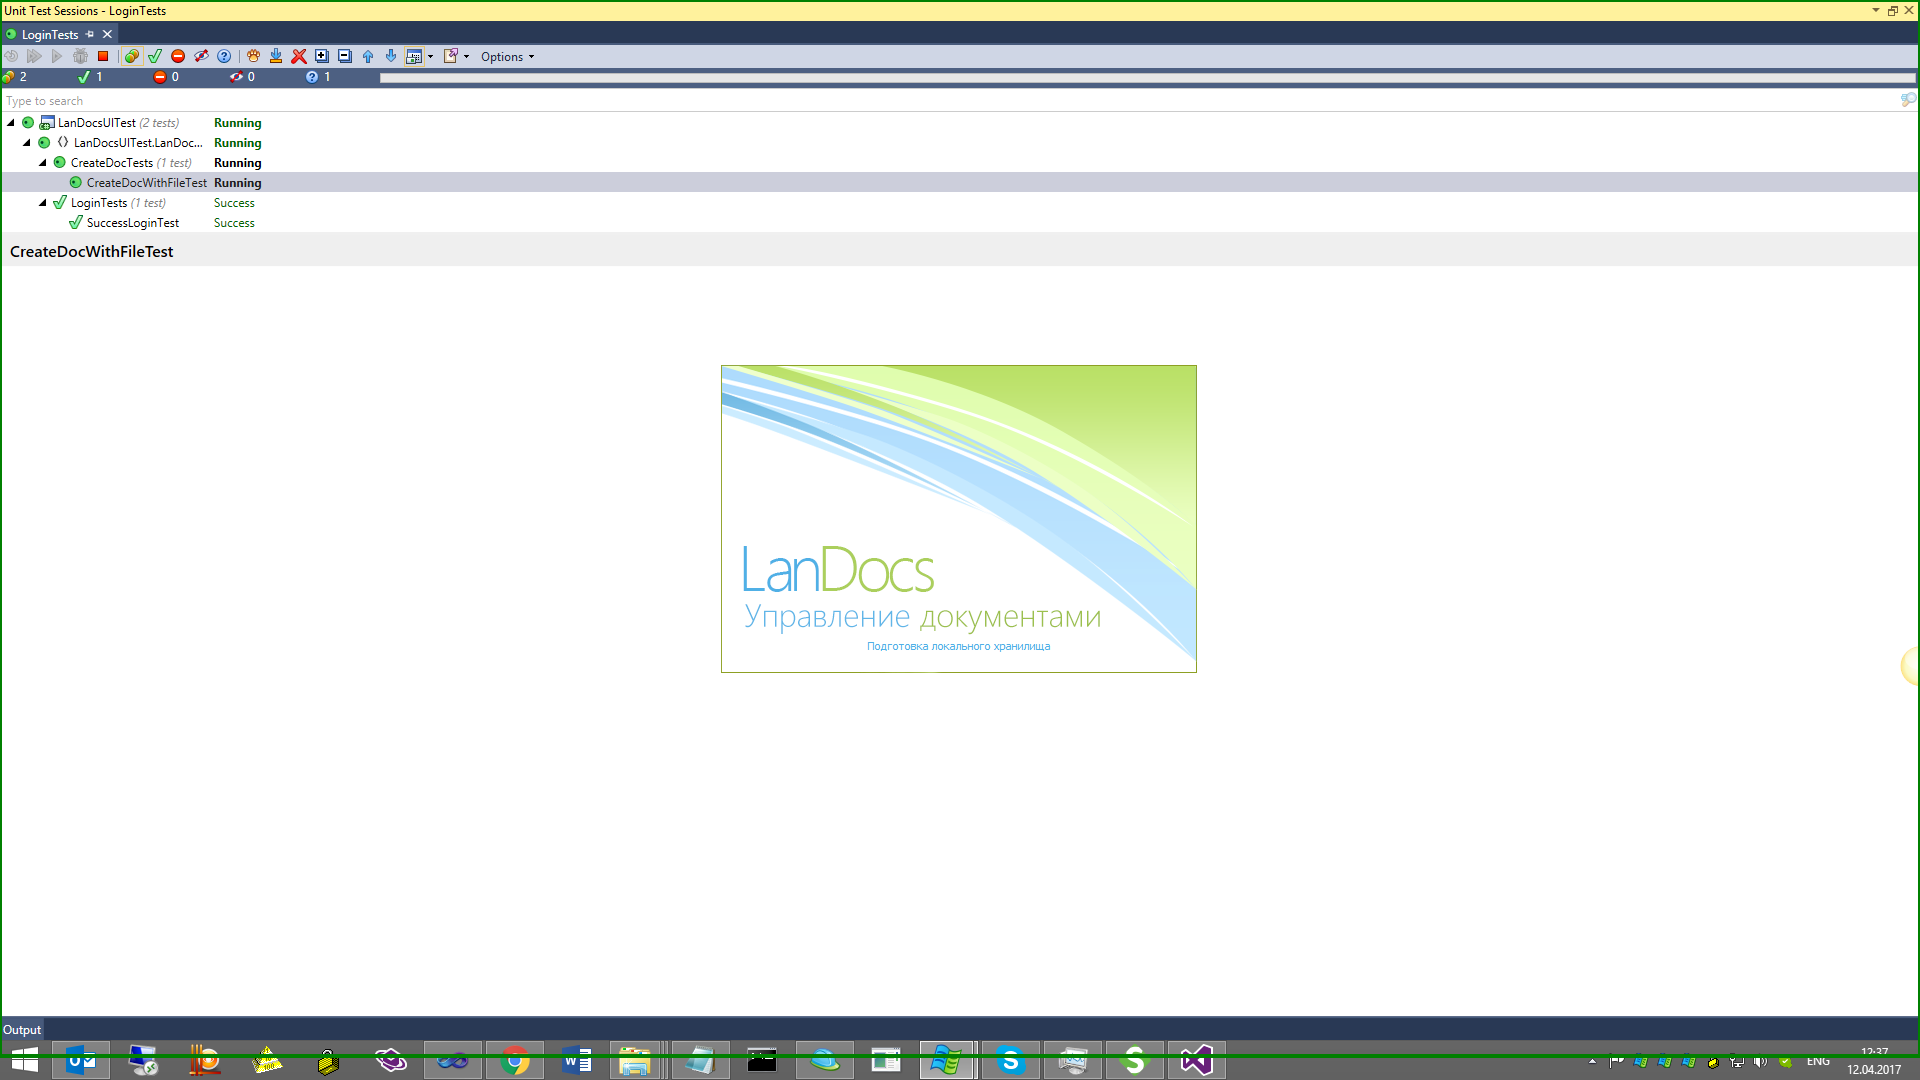 Unit Test Sessions - LoginTests
LoginTests
Options
2 1 0 0 1
Type to search
LanDocsUITest (2 tests) Running
LanDocsUITest.LanDoc... Running
CreateDocTests (1 test) Running
CreateDocWithFileTest Running
LoginTests (1 test) Success
SuccessLoginTest Success
CreateDocWithFileTest
LanDocs
Управление документами
Подготовка локального хранилища
Output
ENG
12:37
12.04.2017